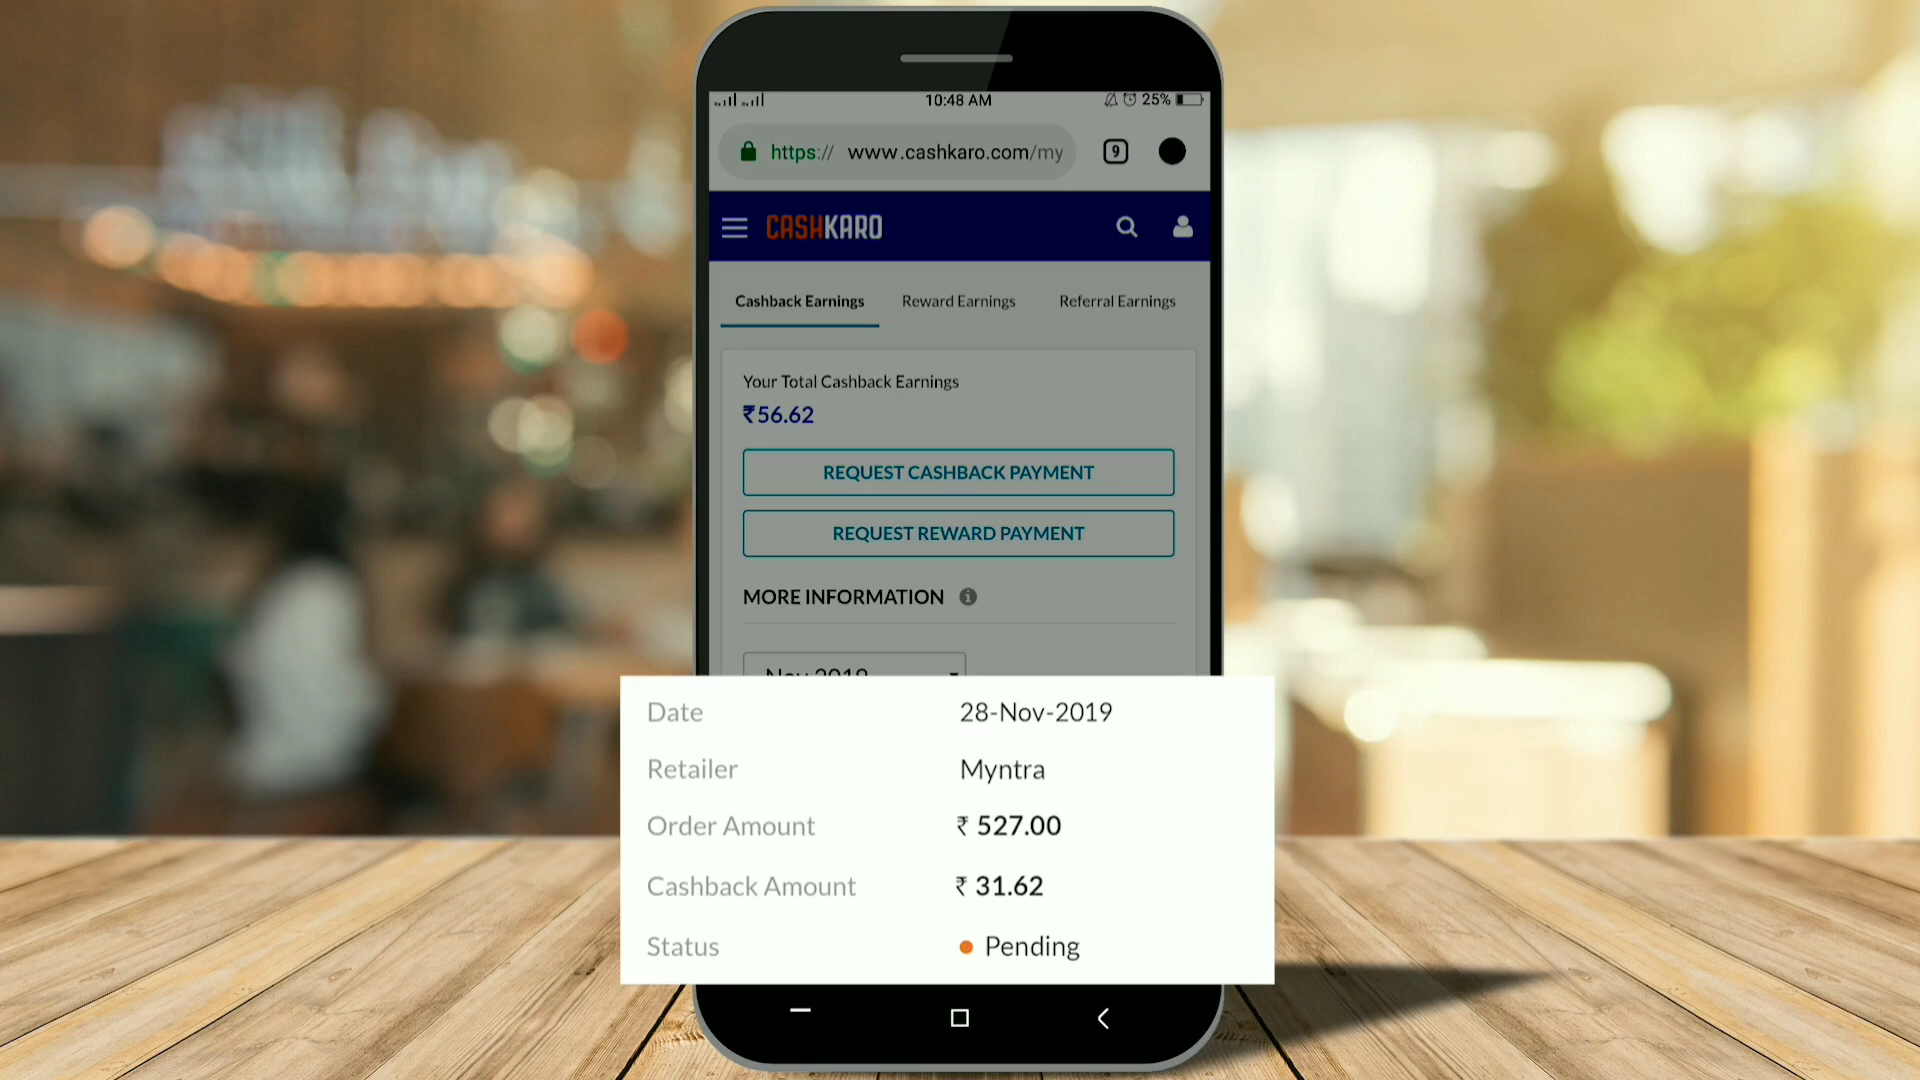 10:48 AM
25%
https:// www.cashkaro.com/my
9
CASHKARO
Cashback Earnings
Reward Earnings
Referral Earnings
Your Total Cashback Earnings
₹56.62
REQUEST CASHBACK PAYMENT
REQUEST REWARD PAYMENT
MORE INFORMATION
Nov 2019
Date 28-Nov-2019
Retailer Myntra
Order Amount ₹ 527.00
Cashback Amount ₹ 31.62
Status Pending